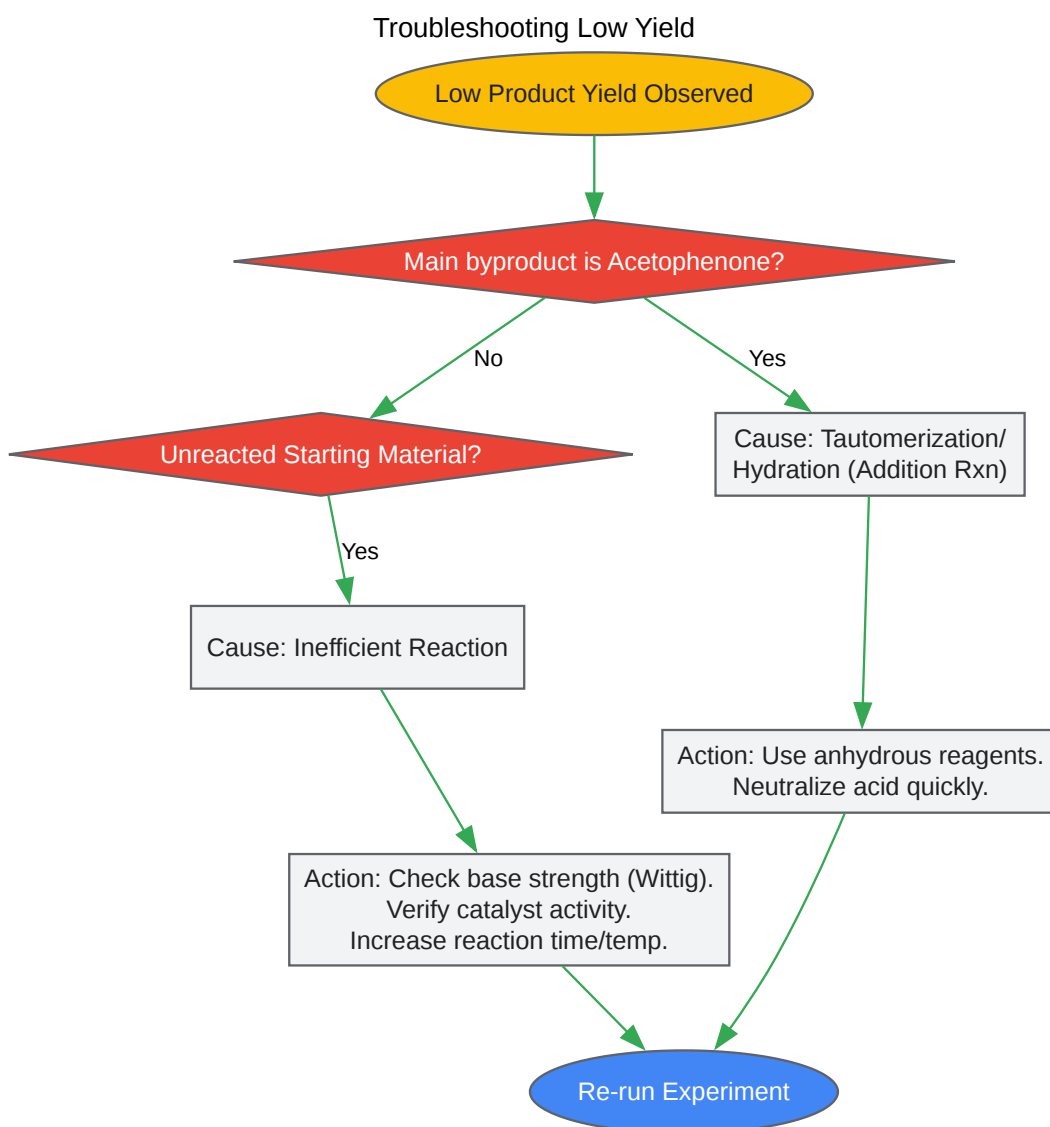 Troubleshooting Low Yield
Low Product Yield Observed
Main byproduct is Acetophenone?
No
Yes
Unreacted Starting Material?
Cause: Tautomerization/
Hydration (Addition Rxn)
Yes
Cause: Inefficient Reaction
Action: Use anhydrous reagents.
Neutralize acid quickly.
Action: Check base strength (Wittig).
Verify catalyst activity.
Increase reaction time/temp.
Re-run Experiment